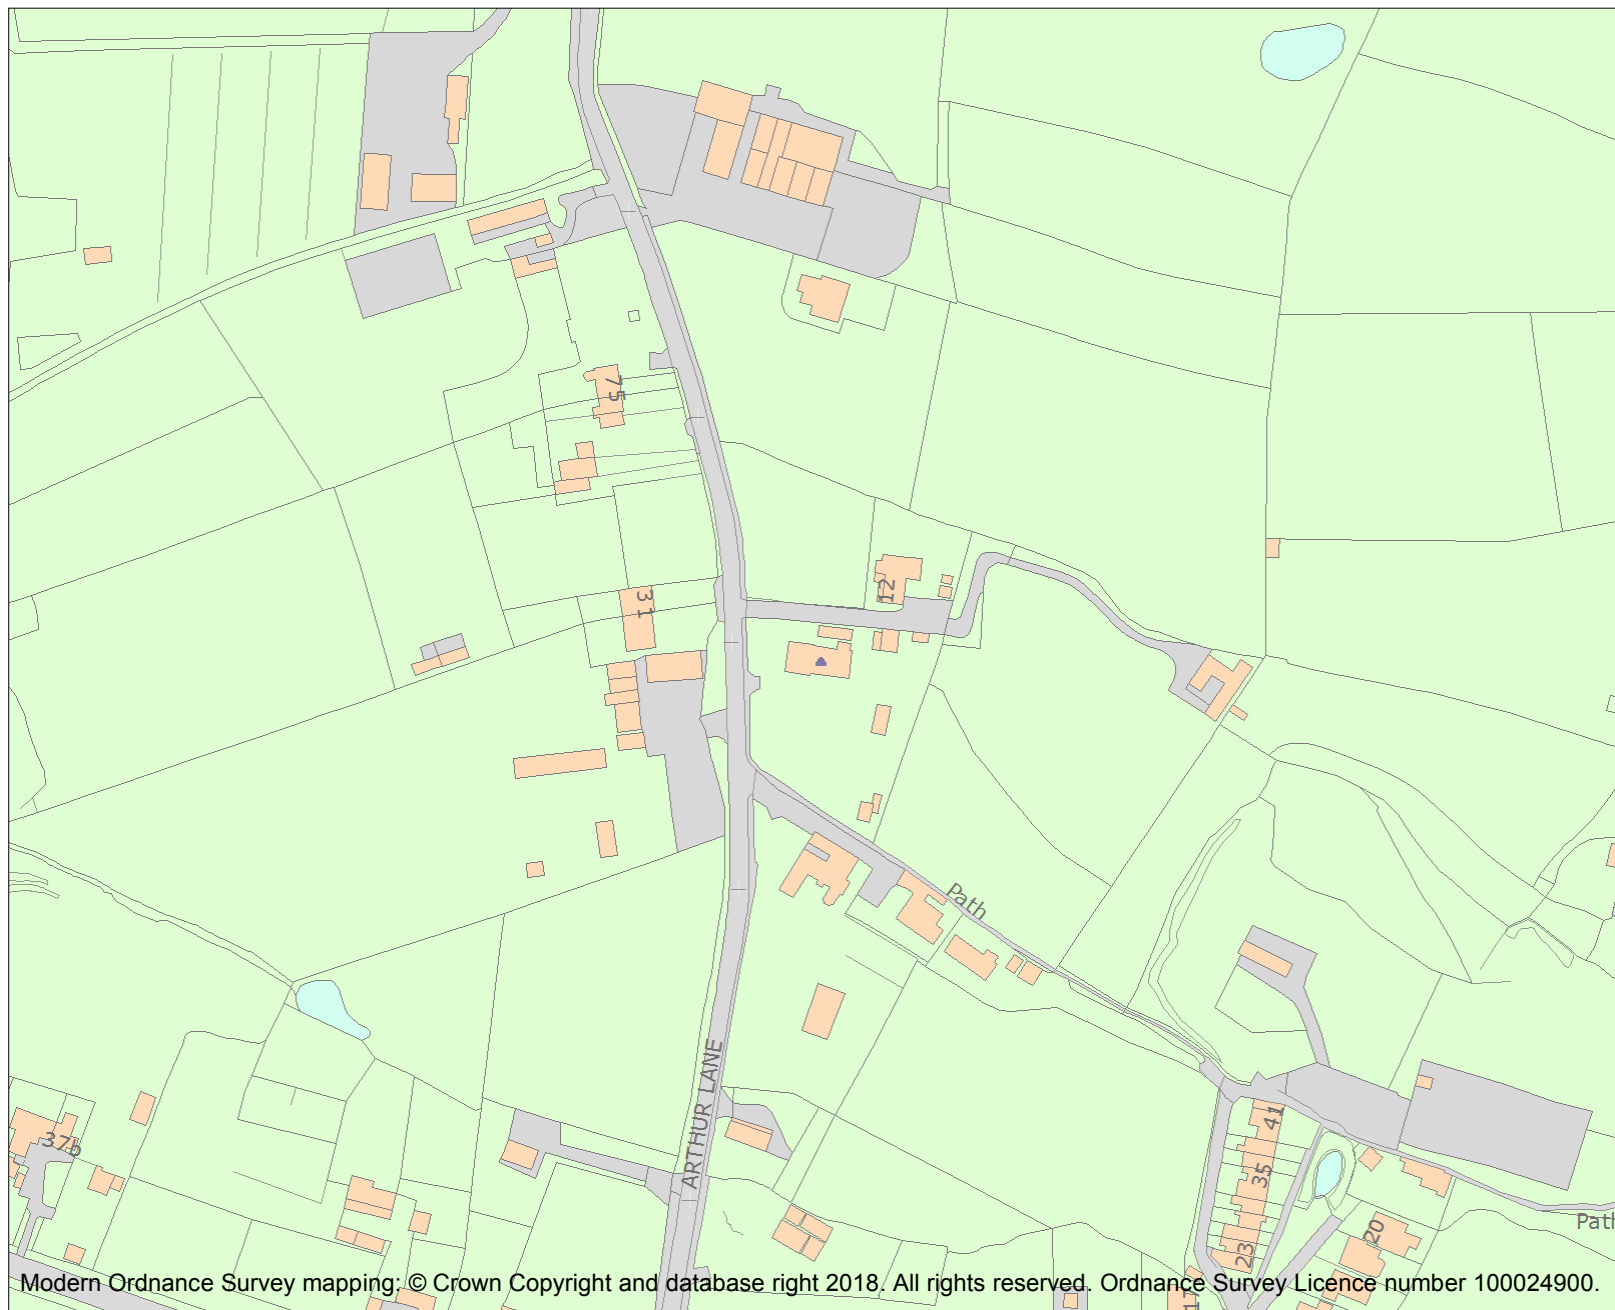 75
12
31
Path
ARTHUR LANE
41
37b
35
Path
20
23
17
Modern Ordnance Survey mapping: © Crown Copyright and database right 2018. All rights reserved. Ordnance Survey Licence number 100024900.